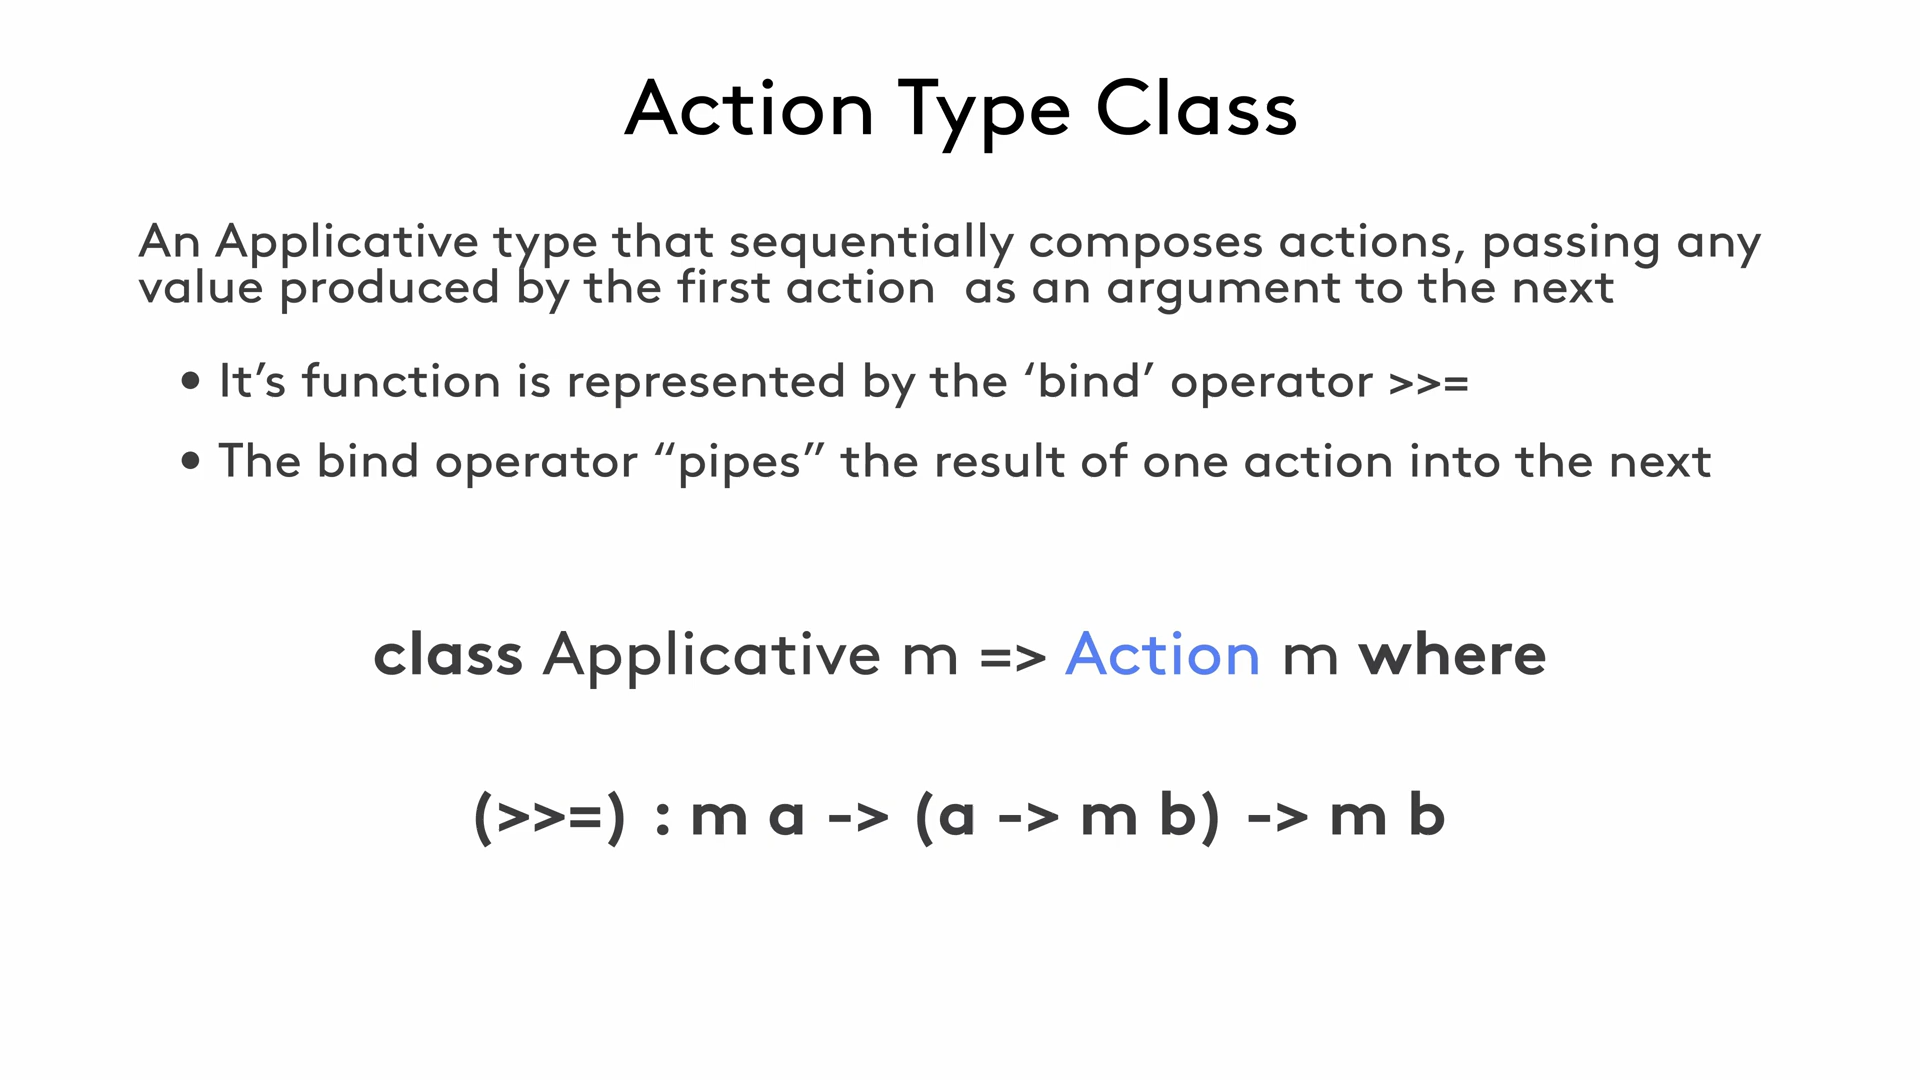 Action Type Class
An Applicative type that sequentially composes actions, passing any
value produced by the first action  as an argument to the next
• It’s function is represented by the ‘bind’ operator >>=
• The bind operator “pipes” the result of one action into the next
class Applicative m => Action m where
(>>=) : m a -> (a -> m b) -> m b